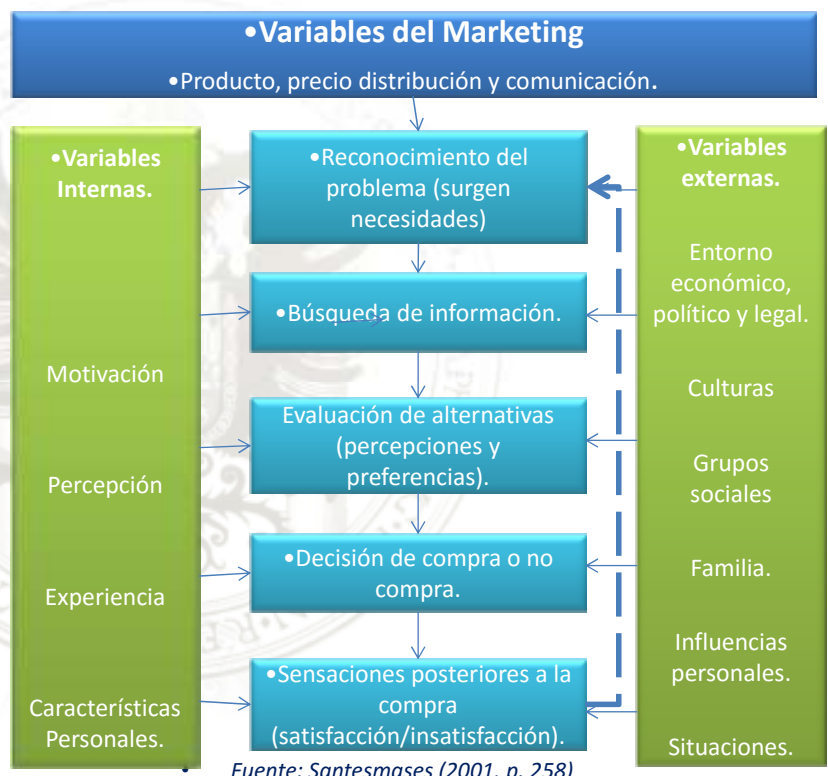 •Variables del Marketing
•Producto, precio distribución y comunicación.
•Variables
Internas.
Motivación
Percepción
Experiencia
Características
Personales.
•Reconocimiento del
problema (surgen
necesidades)
•Búsqueda de información.
Evaluación de alternativas
(percepciones y
preferencias).
•Decisión de compra o no
compra.
•Sensaciones posteriores a la
compra
(satisfacción/insatisfacción).
•Variables
externas.
Entorno
económico,
político y legal.
Culturas
Grupos
sociales
Familia.
Influencias
personales.
Situaciones.
• Fuente: Santesmases (2001, p. 258)